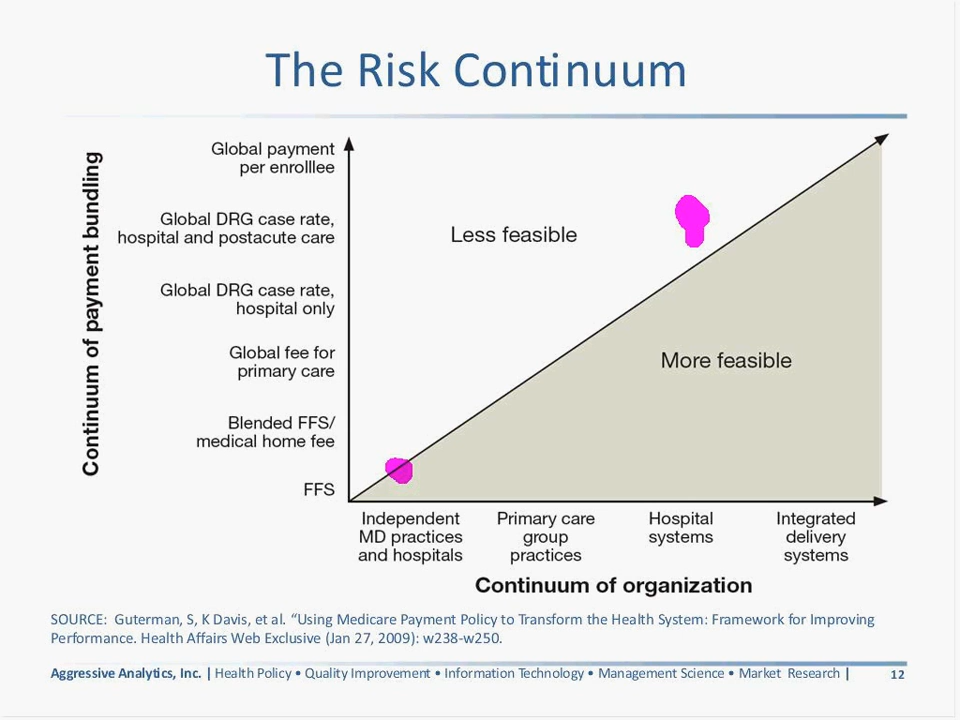 The Risk Continuum
Continuum of payment bundling
Global payment
per enrolllee
Global DRG case rate,
hospital and postacute care
Global DRG case rate,
hospital only
Global fee for
primary care
Blended FFS/
medical home fee
FFS
Less feasible
More feasible
Independent
MD practices
and hospitals
Primary care
group
practices
Hospital
systems
Integrated
delivery
systems
Continuum of organization
SOURCE: Guterman, S, K Davis, et al. “Using Medicare Payment Policy to Transform the Health System: Framework for Improving
Performance. Health Affairs Web Exclusive (Jan 27, 2009): w238-w250.
Aggressive Analytics, Inc. | Health Policy • Quality Improvement • Information Technology • Management Science • Market Research |
12